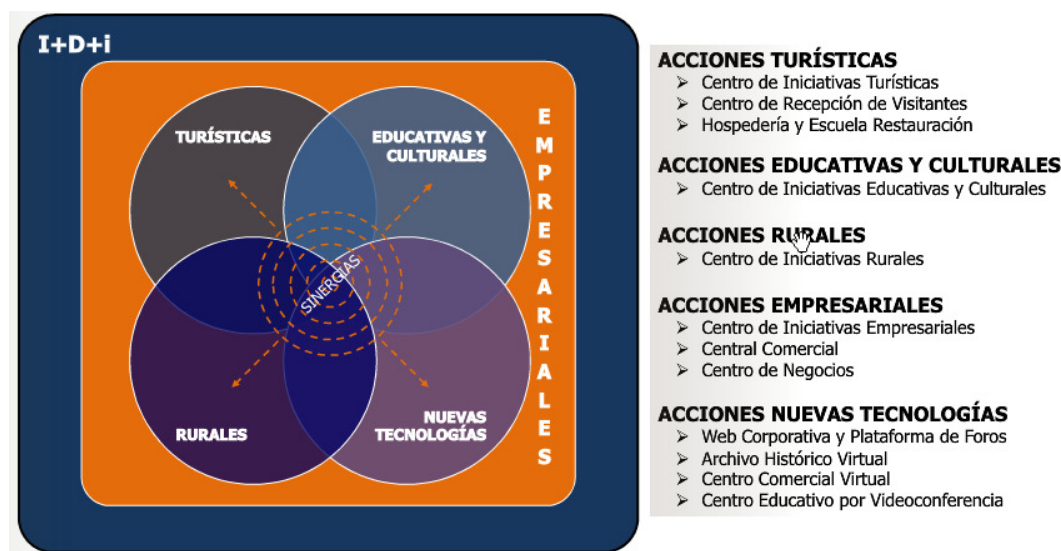 I+D+i
TURÍSTICAS
EDUCATIVAS Y
CULTURALES
SINERGIAS
RURALES
NUEVAS
TECNOLOGÍAS
EMPRESARIALES
ACCIONES TURÍSTICAS
➢ Centro de Iniciativas Turísticas
➢ Centro de Recepción de Visitantes
➢ Hospedería y Escuela Restauración
ACCIONES EDUCATIVAS Y CULTURALES
➢ Centro de Iniciativas Educativas y Culturales
ACCIONES RURALES
➢ Centro de Iniciativas Rurales
ACCIONES EMPRESARIALES
➢ Centro de Iniciativas Empresariales
➢ Central Comercial
➢ Centro de Negocios
ACCIONES NUEVAS TECNOLOGÍAS
➢ Web Corporativa y Plataforma de Foros
➢ Archivo Histórico Virtual
➢ Centro Comercial Virtual
➢ Centro Educativo por Videoconferencia